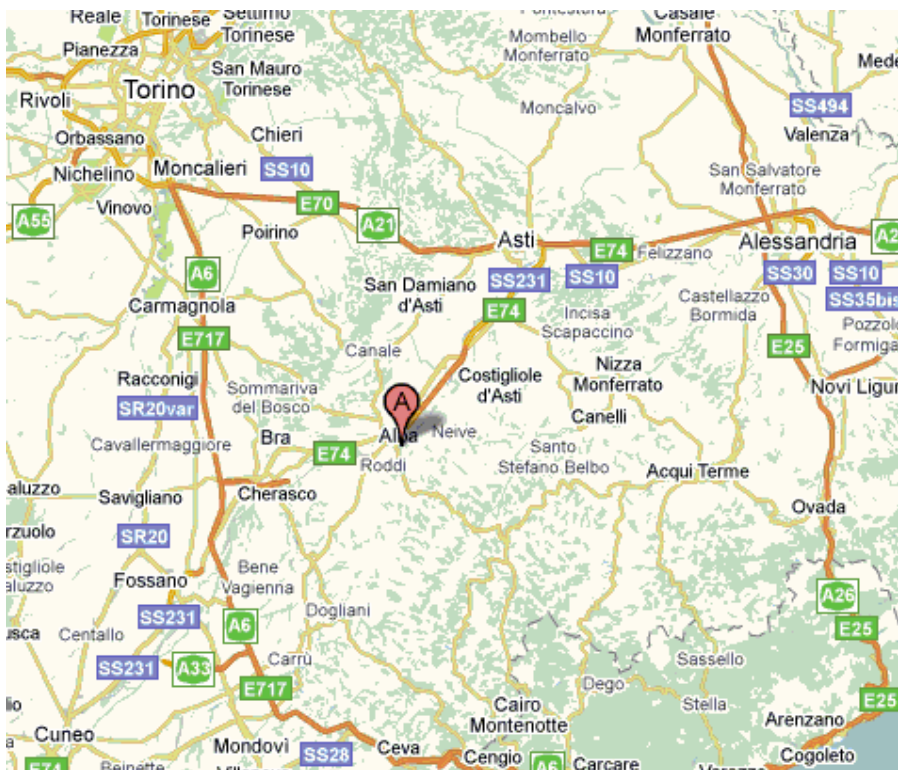 Reale
Torinese
Settimo
Torinese
Pianezza
San Mauro
Torinese
Rivoli
Torino
Orbassano
Chieri
Nichelino
Moncalieri
SS10
Vinovo
A55
E70
A21
Poirino
Casale
Monferrato
Mombello
Monferrato
Moncalvo
SS494
Valenza
San Salvatore
Monferrato
Asti
E74
Felizzano
Alessandria
A6
SS231
SS10
SS30
SS10
SS35bis
San Damiano
d'Asti
Carmagnola
E74
Castellazzo
Bormida
Incisa
Scapaccino
E717
Canale
E25
Racconigi
Sommariva
del Bosco
Costigliole
d'Asti
Nizza
Monferrato
SR20var
A
Canelli
Cavallermaggiore
Bra
Alba
Neive
E74
Roddi
Santo
Stefano Belbo
Acqui Terme
Savigliano
Cherasco
Ovada
SR20
Fossano
Bene
Vagienna
SS231
Dogliani
A26
Centallo
A6
E25
SS231
A33
Carrù
Sassello
E717
Dego
Stella
E25
Cairo
Montenotte
Arenzano
Cuneo
Mondovì
SS28
Ceva
Cengio
A6
Carcare
Cogoleto
E74